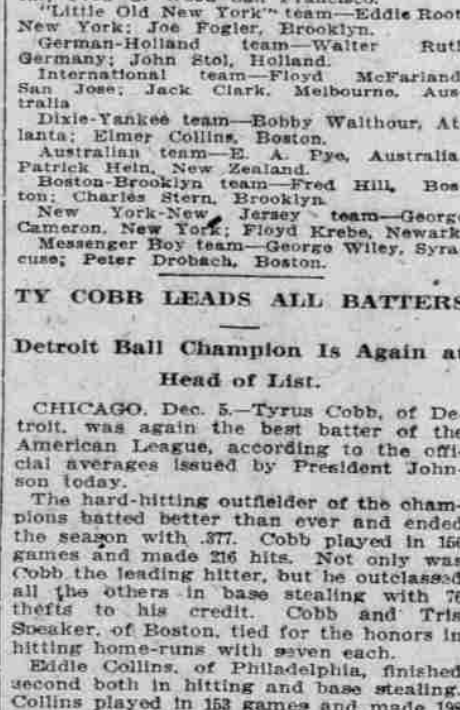 "Little Old New York" team—Eddie Root
New York; Joe Fogler, Brooklyn.
German-Holland team—Walter Rutt
Germany; John Stol, Holland.
International team—Floyd McFarland
San Jose; Jack Clark, Melbourne, Aus
tralia
Dixie-Yankee team—Bobby Walthour, At
lanta; Elmer Collins, Boston.
Australian team—E. A. Pye, Australia
Patrick Hein, New Zealand.
Boston-Brooklyn team—Fred Hill, Bos
ton; Charles Stern, Brooklyn.
New York-New Jersey team—George
Cameron, New York; Floyd Krebe, Newark
Messenger Boy team—George Wiley, Syra
cuse; Peter Drobach, Boston.
TY COBB LEADS ALL BATTERS
Detroit Ball Champion Is Again at
Head of List.
CHICAGO, Dec. 5.—Tyrus Cobb, of De
troit, was again the best batter of the
American League, according to the offi
cial averages issued by President John
son today.
The hard-hitting outfielder of the cham
pions batted better than ever and ended
the season with .377. Cobb played in 156
games and made 216 hits. Not only was
Cobb the leading hitter, but he outclassed
all the others in base stealing with 76
thefts to his credit. Cobb and Tris
Speaker, of Boston, tied for the honors in
hitting home-runs with seven each.
Eddie Collins, of Philadelphia, finished
second both in hitting and base stealing.
Collins played in 153 games and made 198